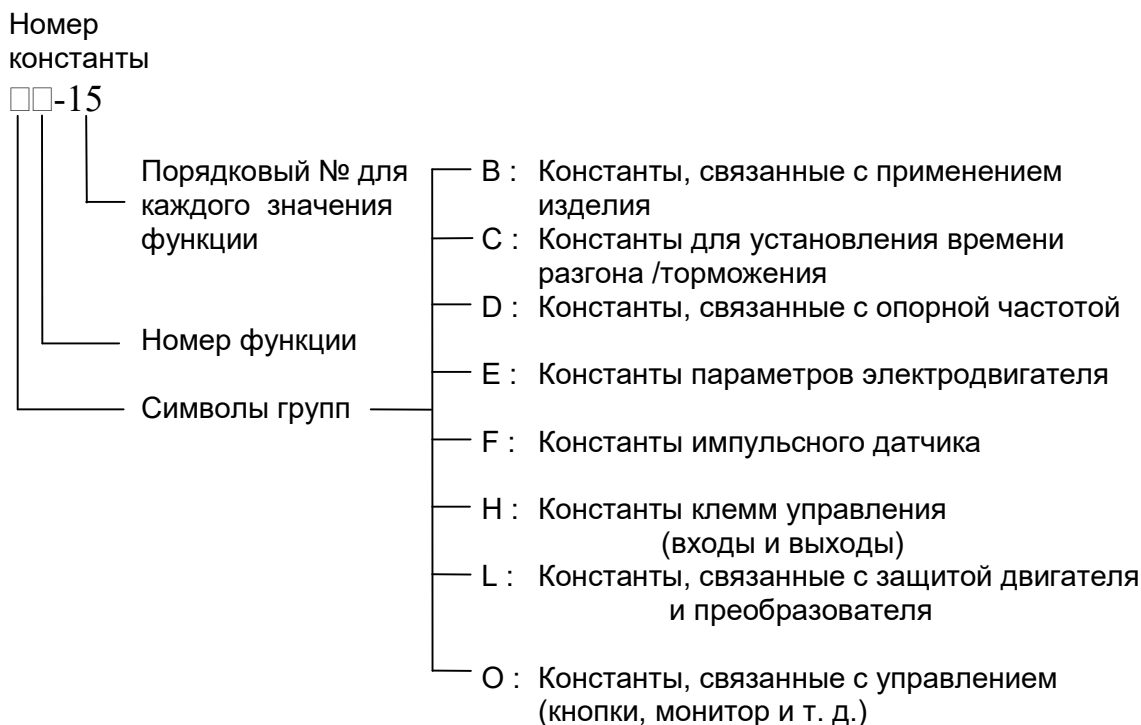 Номер
константы
□□-15
Порядковый № для
каждого значения
функции
Номер функции
Символы групп
B : Константы, связанные с применением
изделия
C : Константы для установления времени
разгона /торможения
D : Константы, связанные с опорной частотой
E : Константы параметров электродвигателя
F : Константы импульсного датчика
H : Константы клемм управления
(входы и выходы)
L : Константы, связанные с защитой двигателя
и преобразователя
O : Константы, связанные с управлением
(кнопки, монитор и т. д.)